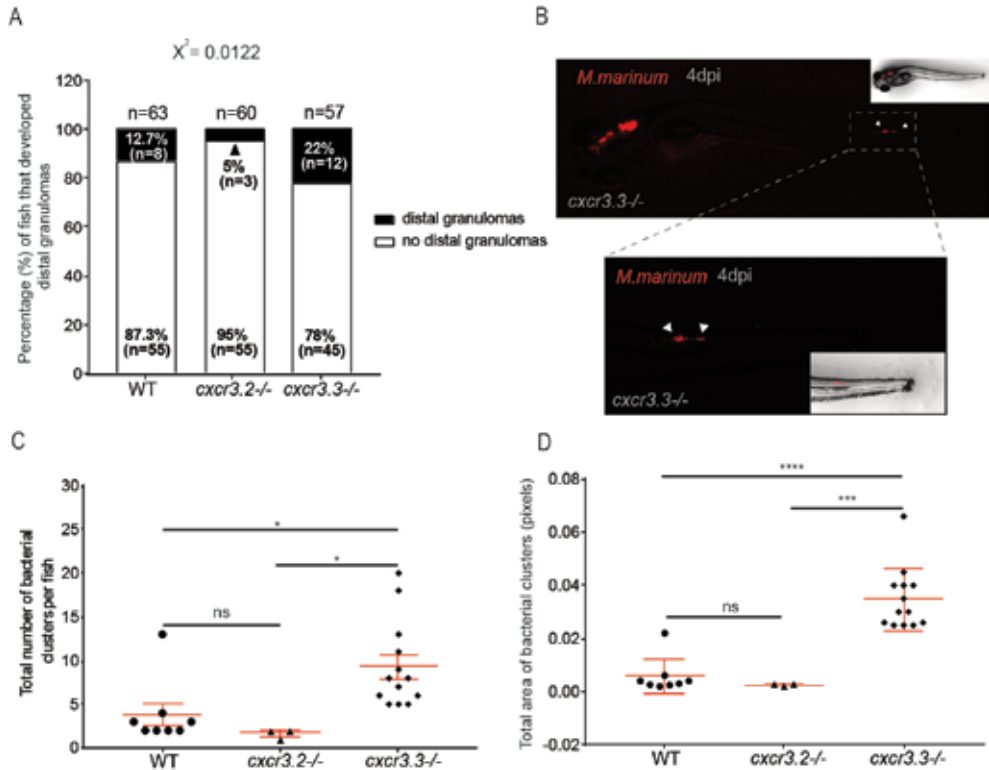 A
X²= 0.0122
Percentage (%) of fish that developed
distal granulomas
120
100
80
60
40
20
0
n=63
n=60
n=57
12.7%
(n=8)
5%
(n=3)
22%
(n=12)
87.3%
(n=55)
95%
(n=55)
78%
(n=45)
WT
cxcr3.2-/-
cxcr3.3-/-
distal granulomas
no distal granulomas
B
M.marinum 4dpi
cxcr3.3-/-
M.marinum 4dpi
cxcr3.3-/-
C
Total number of bacterial
clusters per fish
30
25
20
15
10
5
0
*
*
ns
WT
cxcr3.2-/-
cxcr3.3-/-
D
Total area of bacterial clusters (pixels)
0.08
0.06
0.04
0.02
0.00
-0.02
****
***
ns
WT
cxcr3.2-/-
cxcr3.3-/-